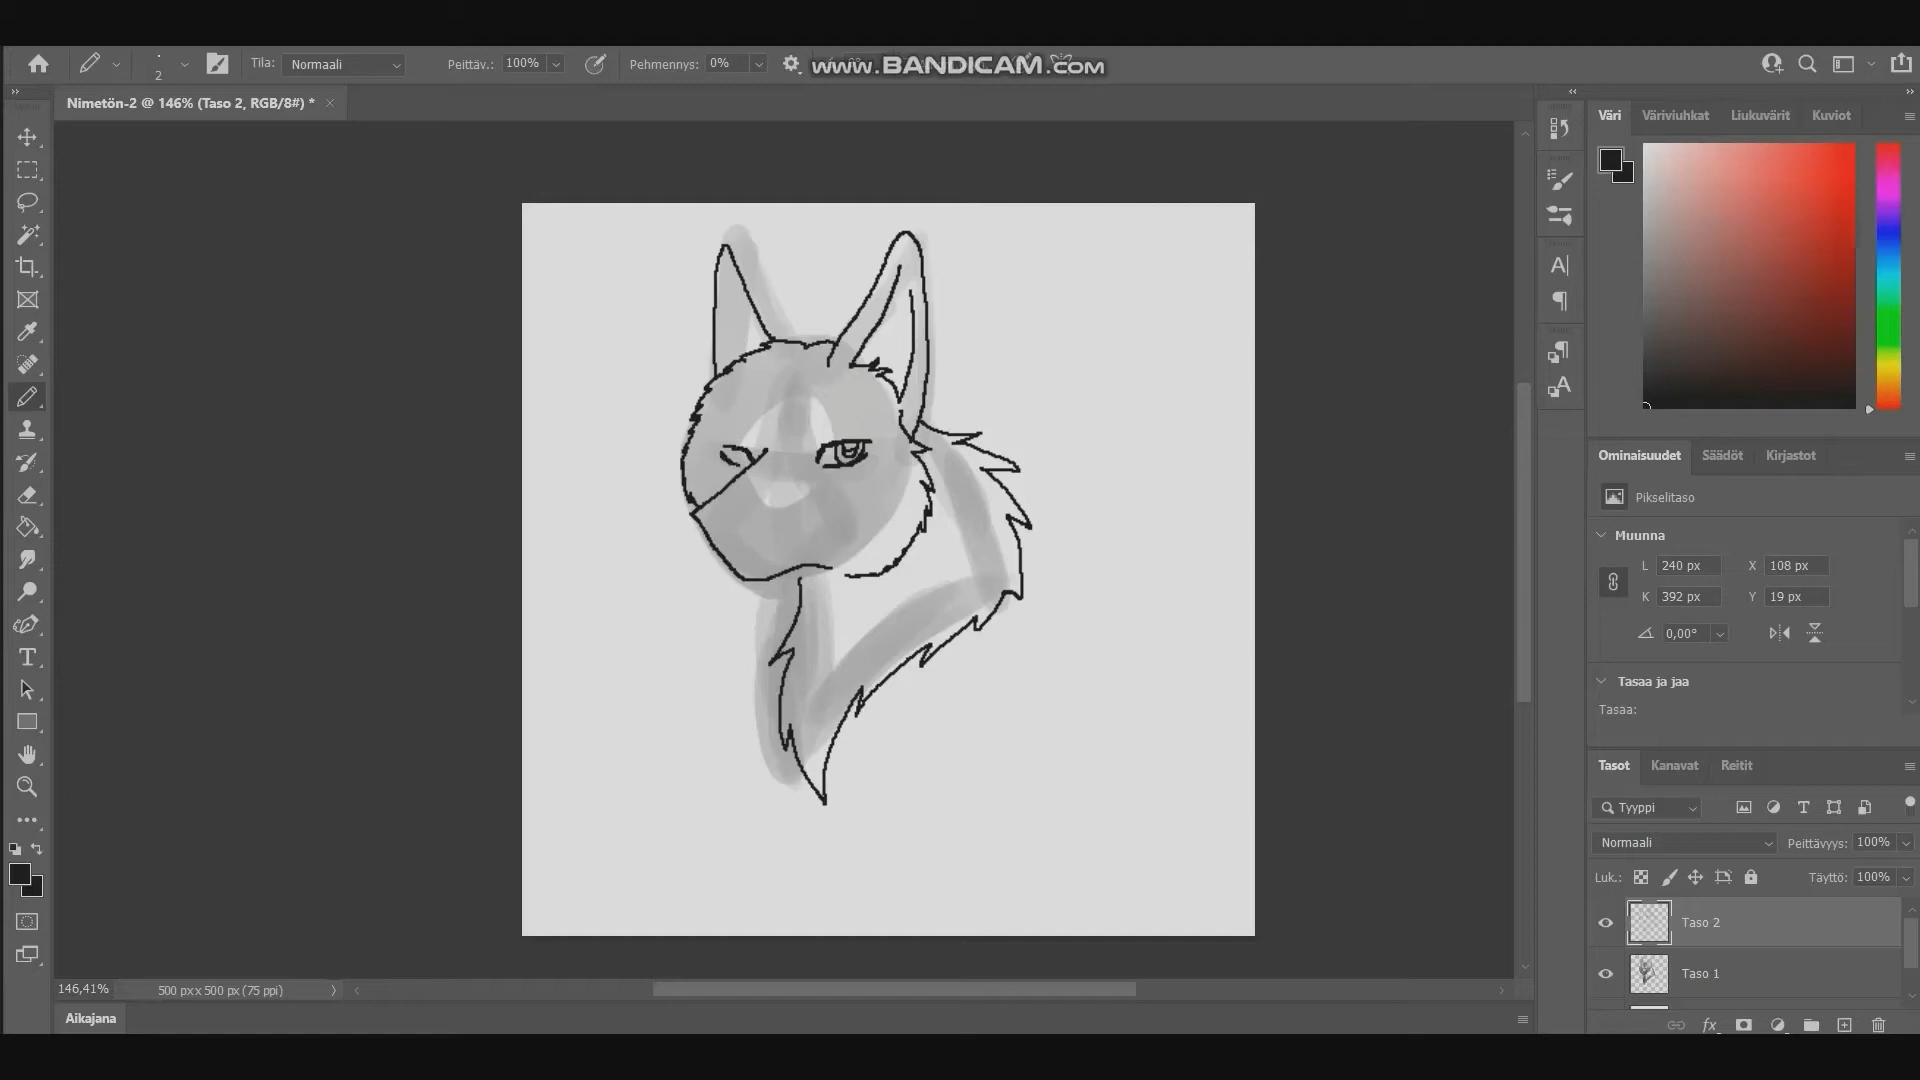 2 Tila: Normaali Peittäv.: 100% Pehmennys: 0% www.BANDICAM.com
Nimetön-2 @ 146% (Taso 2, RGB/8#) *
Väri Väriviuhkat Liukuvärit Kuviot
Ominaisuudet Säädöt Kirjastot
Pikselitaso
Muunna
L 240 px X 108 px
K 392 px Y 19 px
0,00°
Tasaa ja jaa
Tasaa:
Tasot Kanavat Reitit
Tyyppi
Normaali Peittävyys: 100%
Luk.: Täyttö: 100%
Taso 2
Taso 1
146,41% 500 px x 500 px (75 ppi)
Aikajana